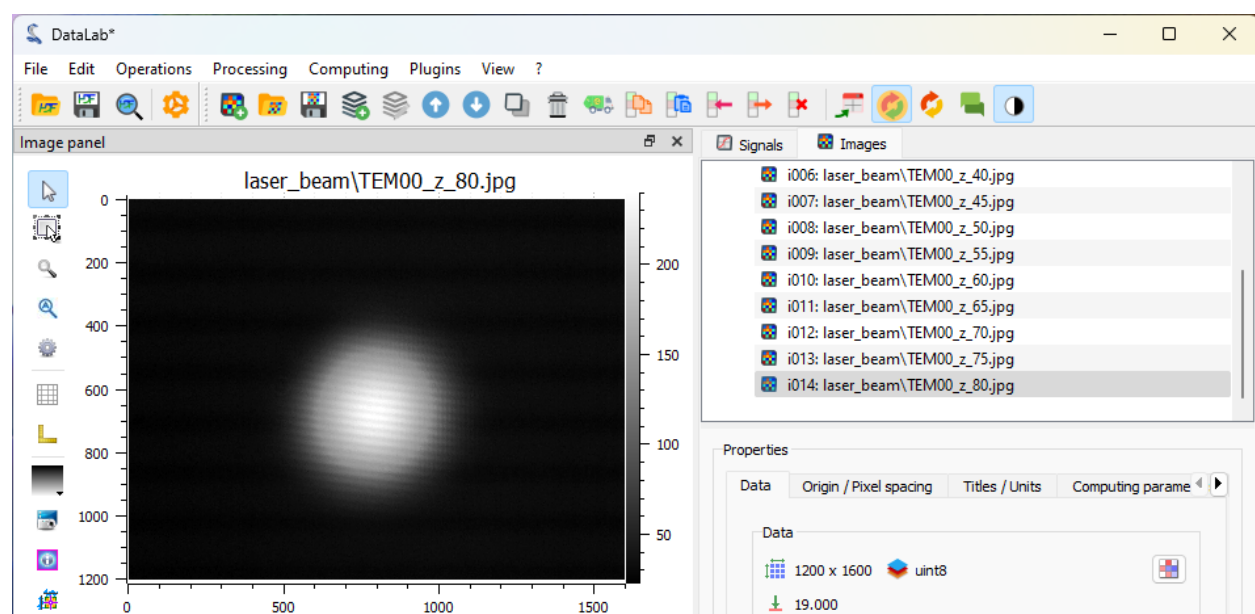 DataLab*
File Edit Operations Processing Computing Plugins View ?
Image panel
Signals Images
laser_beam\TEM00_z_80.jpg
0
200
400
600
800
1000
1200
0 500 1000 1500
200
150
100
50
i006: laser_beam\TEM00_z_40.jpg
i007: laser_beam\TEM00_z_45.jpg
i008: laser_beam\TEM00_z_50.jpg
i009: laser_beam\TEM00_z_55.jpg
i010: laser_beam\TEM00_z_60.jpg
i011: laser_beam\TEM00_z_65.jpg
i012: laser_beam\TEM00_z_70.jpg
i013: laser_beam\TEM00_z_75.jpg
i014: laser_beam\TEM00_z_80.jpg
Properties
Data Origin / Pixel spacing Titles / Units Computing parame
Data
1200 x 1600 uint8
19.000